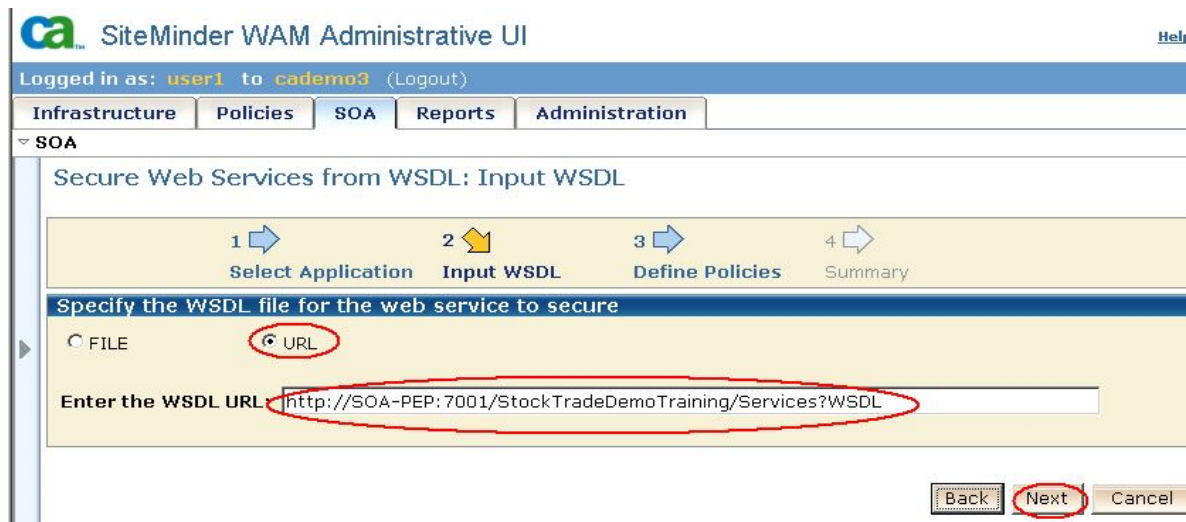 ca™ SiteMinder WAM Administrative UI
Help
Logged in as: user1 to cademo3 (Logout)
Infrastructure Policies SOA Reports Administration
SOA
Secure Web Services from WSDL: Input WSDL
1 2 3 4
Select Application Input WSDL Define Policies Summary
Specify the WSDL file for the web service to secure
FILE URL
Enter the WSDL URL: http://SOA-PEP:7001/StockTradeDemoTraining/Services?WSDL
Back Next Cancel